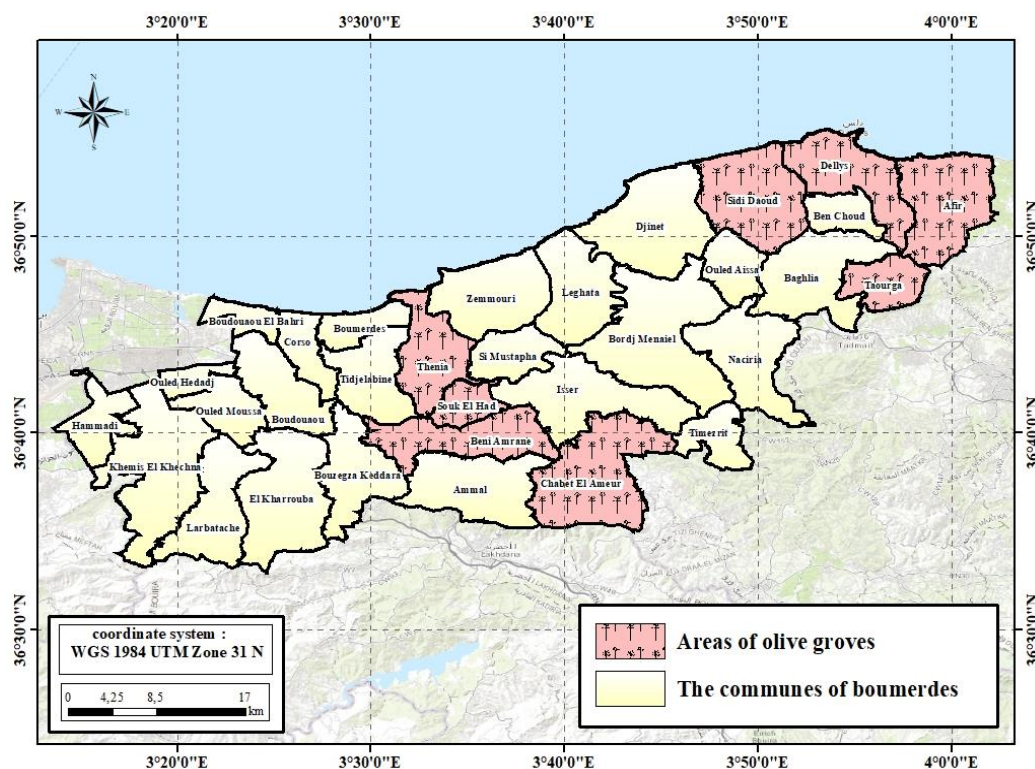 3°20'0"E 3°30'0"E 3°40'0"E 3°50'0"E 4°0'0"E
N
W E
S
دلس
Dellys
Sidi Daoud
Afir
Ben Choud
Djinet
36°50'0"N 36°50'0"N
Ouled Aissa
Baghlia
Taourga
Leghata
Zemmouri
Boudouaou El Bahri
Boumerdes
Corso
Bordj Menaiel
Si Mustapha
Naciria
Thenia
Tidjelabine
Ouled Hedadj
Isser
Souk El Had
Ouled Moussa
Boudouaou
Hammadi
36°40'0"N 36°40'0"N
Timerrit
Beni Amrane
Khemis El Khechna
Bouzegza Keddara
Chabet El Ameur
Ammal
El Kharrouba
Larbatache
Lakhdaria
36°30'0"N 36°30'0"N
coordinate system :
WGS 1984 UTM Zone 31 N
0 4,25 8,5 17
km
Areas of olive groves
The communes of boumerdes
3°20'0"E 3°30'0"E 3°40'0"E 3°50'0"E 4°0'0"E